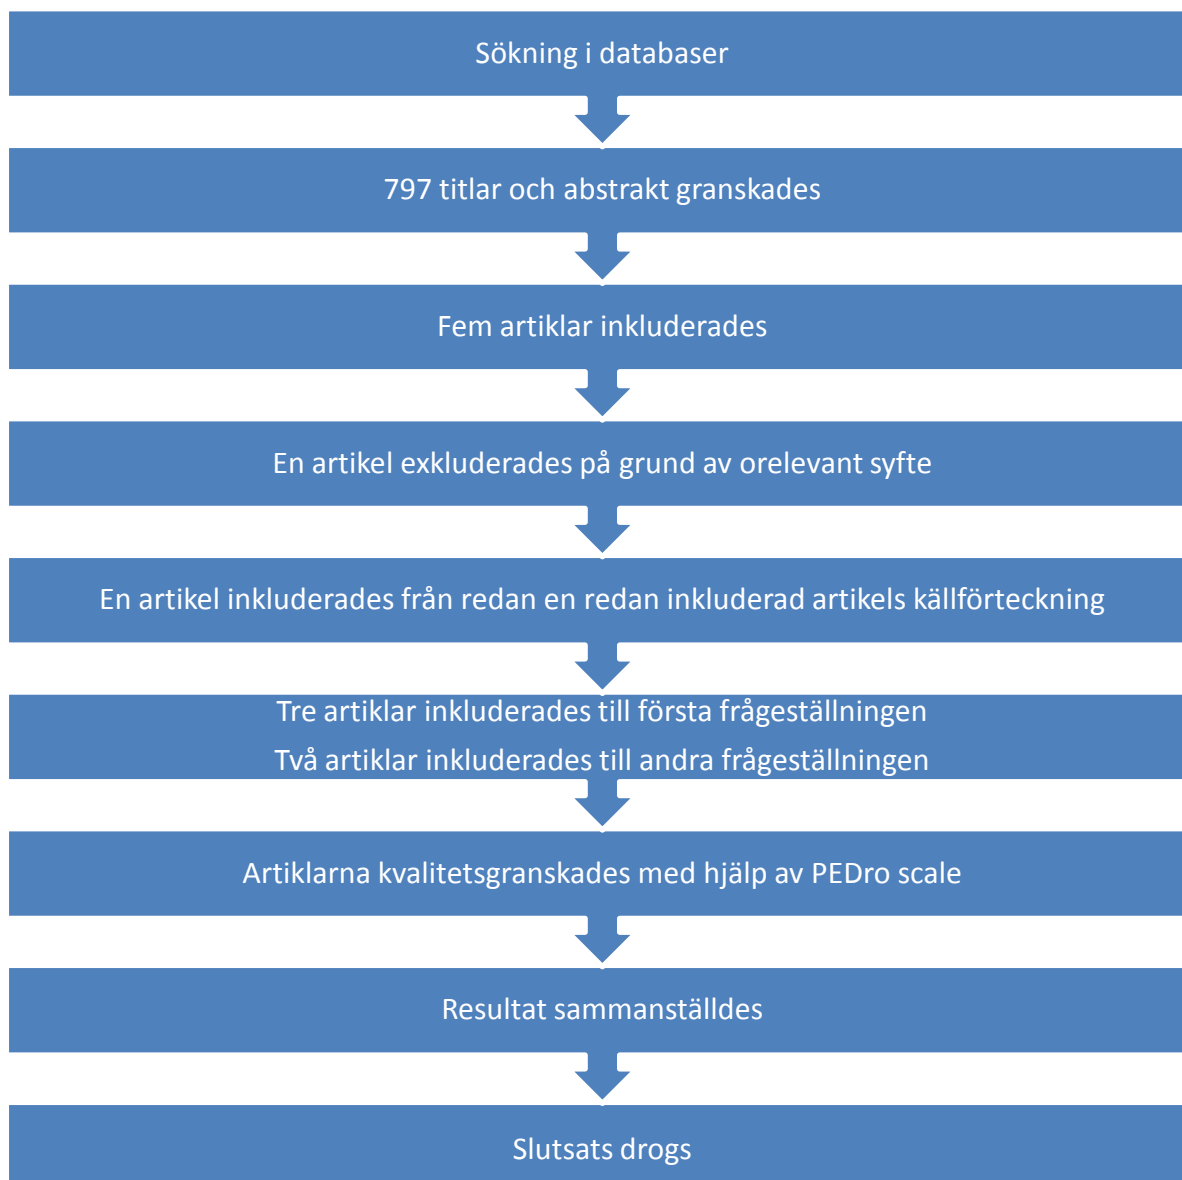 Sökning i databaser
797 titlar och abstrakt granskades
Fem artiklar inkluderades
En artikel exkluderades på grund av orelevant syfte
En artikel inkluderades från redan en redan inkluderad artikels källförteckning
Tre artiklar inkluderades till första frågeställningen
Två artiklar inkluderades till andra frågeställningen
Artiklarna kvalitetsgranskades med hjälp av PEDro scale
Resultat sammanställdes
Slutsats drogs